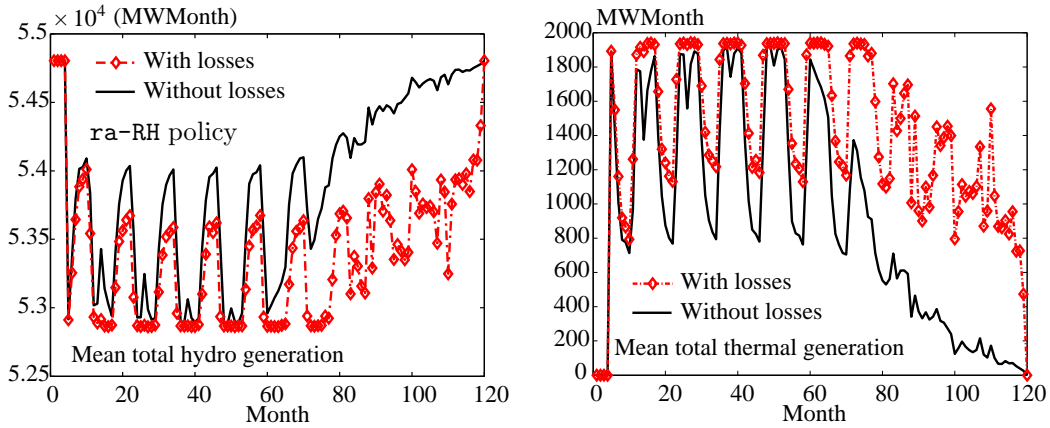 × 10⁴ (MWMonth)
5.5
5.45
5.4
5.35
5.3
5.25
With losses
Without losses
ra-RH policy
Mean total hydro generation
0 20 40 60 80 100 120
Month
MWMonth
2000
1800
1600
1400
1200
1000
800
600
400
200
0
With losses
Without losses
Mean total thermal generation
0 20 40 60 80 100 120
Month